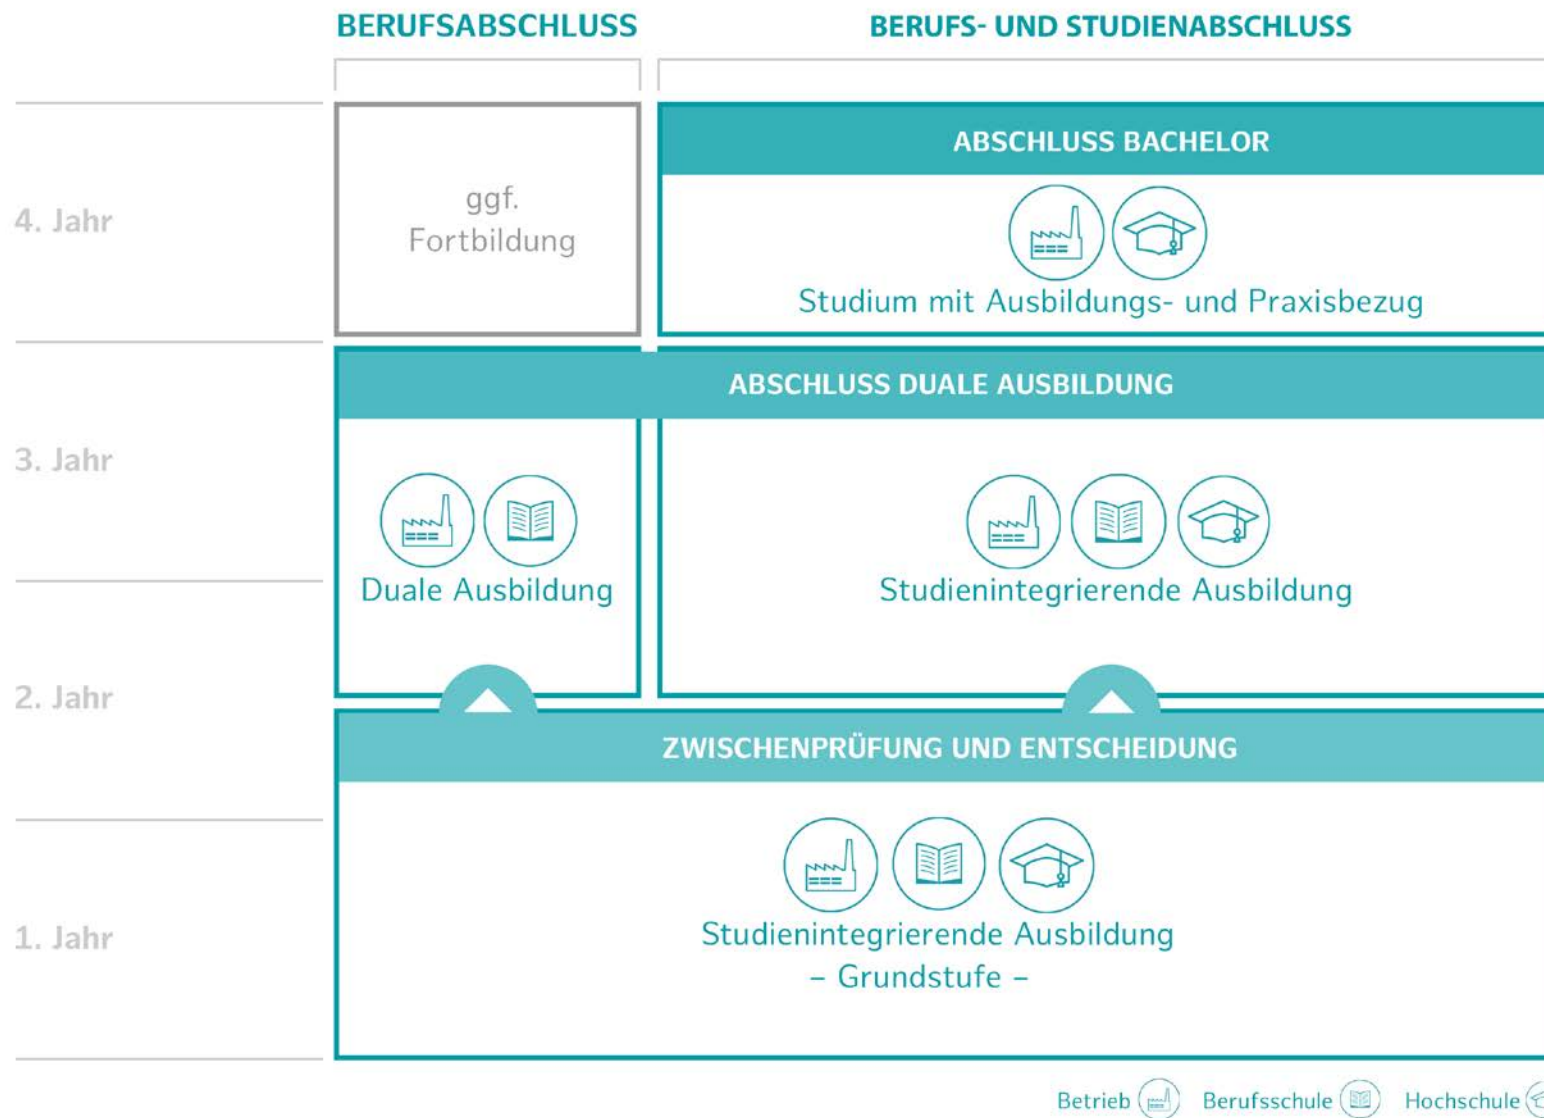 BERUFSABSCHLUSS
BERUFS- UND STUDIENABSCHLUSS
4. Jahr
ggf.
Fortbildung
ABSCHLUSS BACHELOR
Studium mit Ausbildungs- und Praxisbezug
ABSCHLUSS DUALE AUSBILDUNG
3. Jahr
Duale Ausbildung
Studienintegrierende Ausbildung
2. Jahr
ZWISCHENPRÜFUNG UND ENTSCHEIDUNG
1. Jahr
Studienintegrierende Ausbildung
– Grundstufe –
Betrieb Berufsschule Hochschule